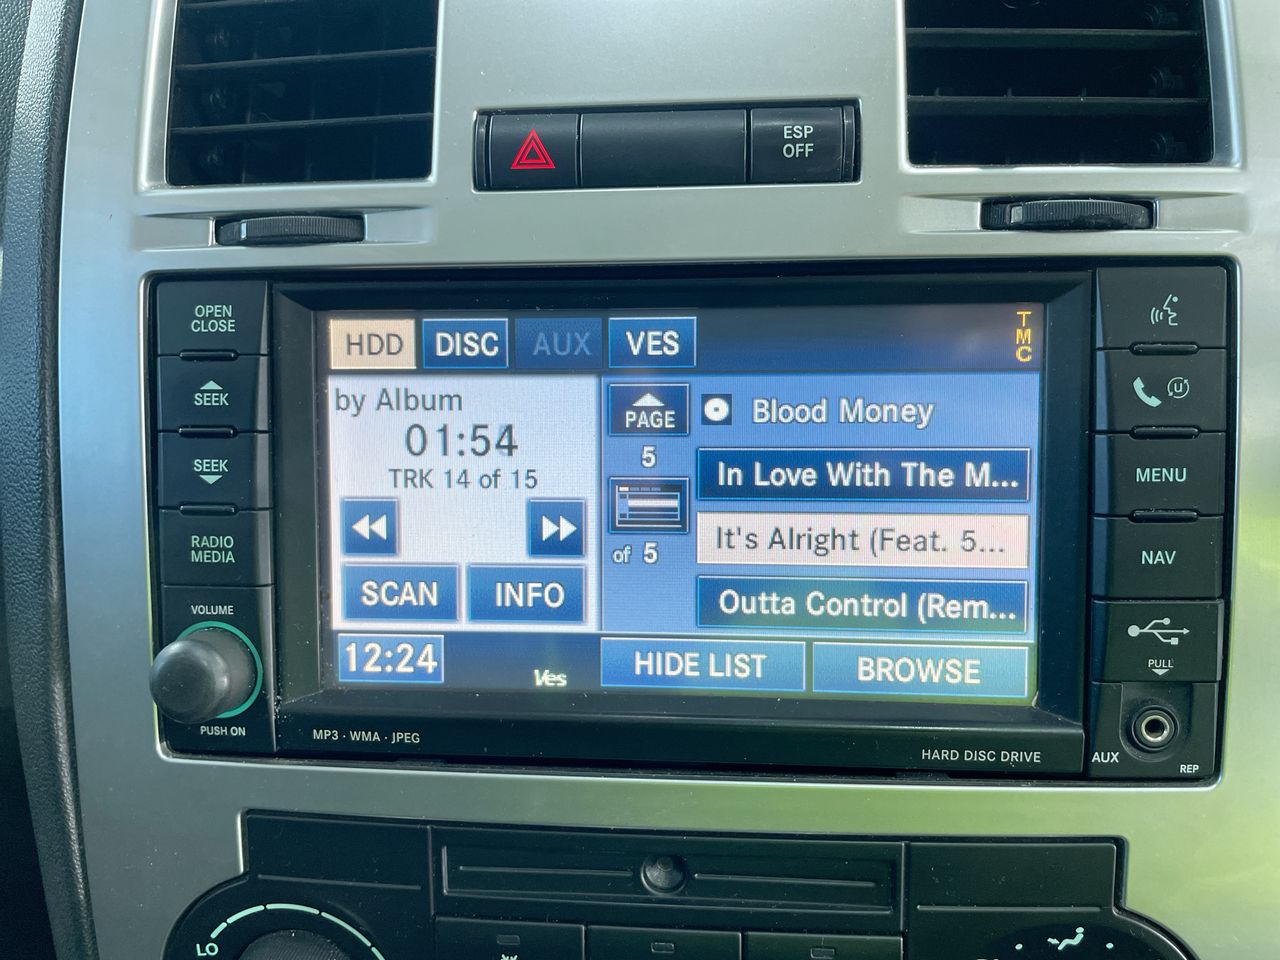 ESP
OFF
OPEN
CLOSE
SEEK
SEEK
RADIO
MEDIA
VOLUME
PUSH ON
HDD
DISC
AUX
VES
TMC
by Album
01:54
TRK 14 of 15
SCAN
INFO
PAGE
5
of 5
Blood Money
In Love With The M...
It's Alright (Feat. 5...
Outta Control (Rem...
12:24
Ves
HIDE LIST
BROWSE
MP3 · WMA · JPEG
HARD DISC DRIVE
U
MENU
NAV
PULL
AUX
REP
LO